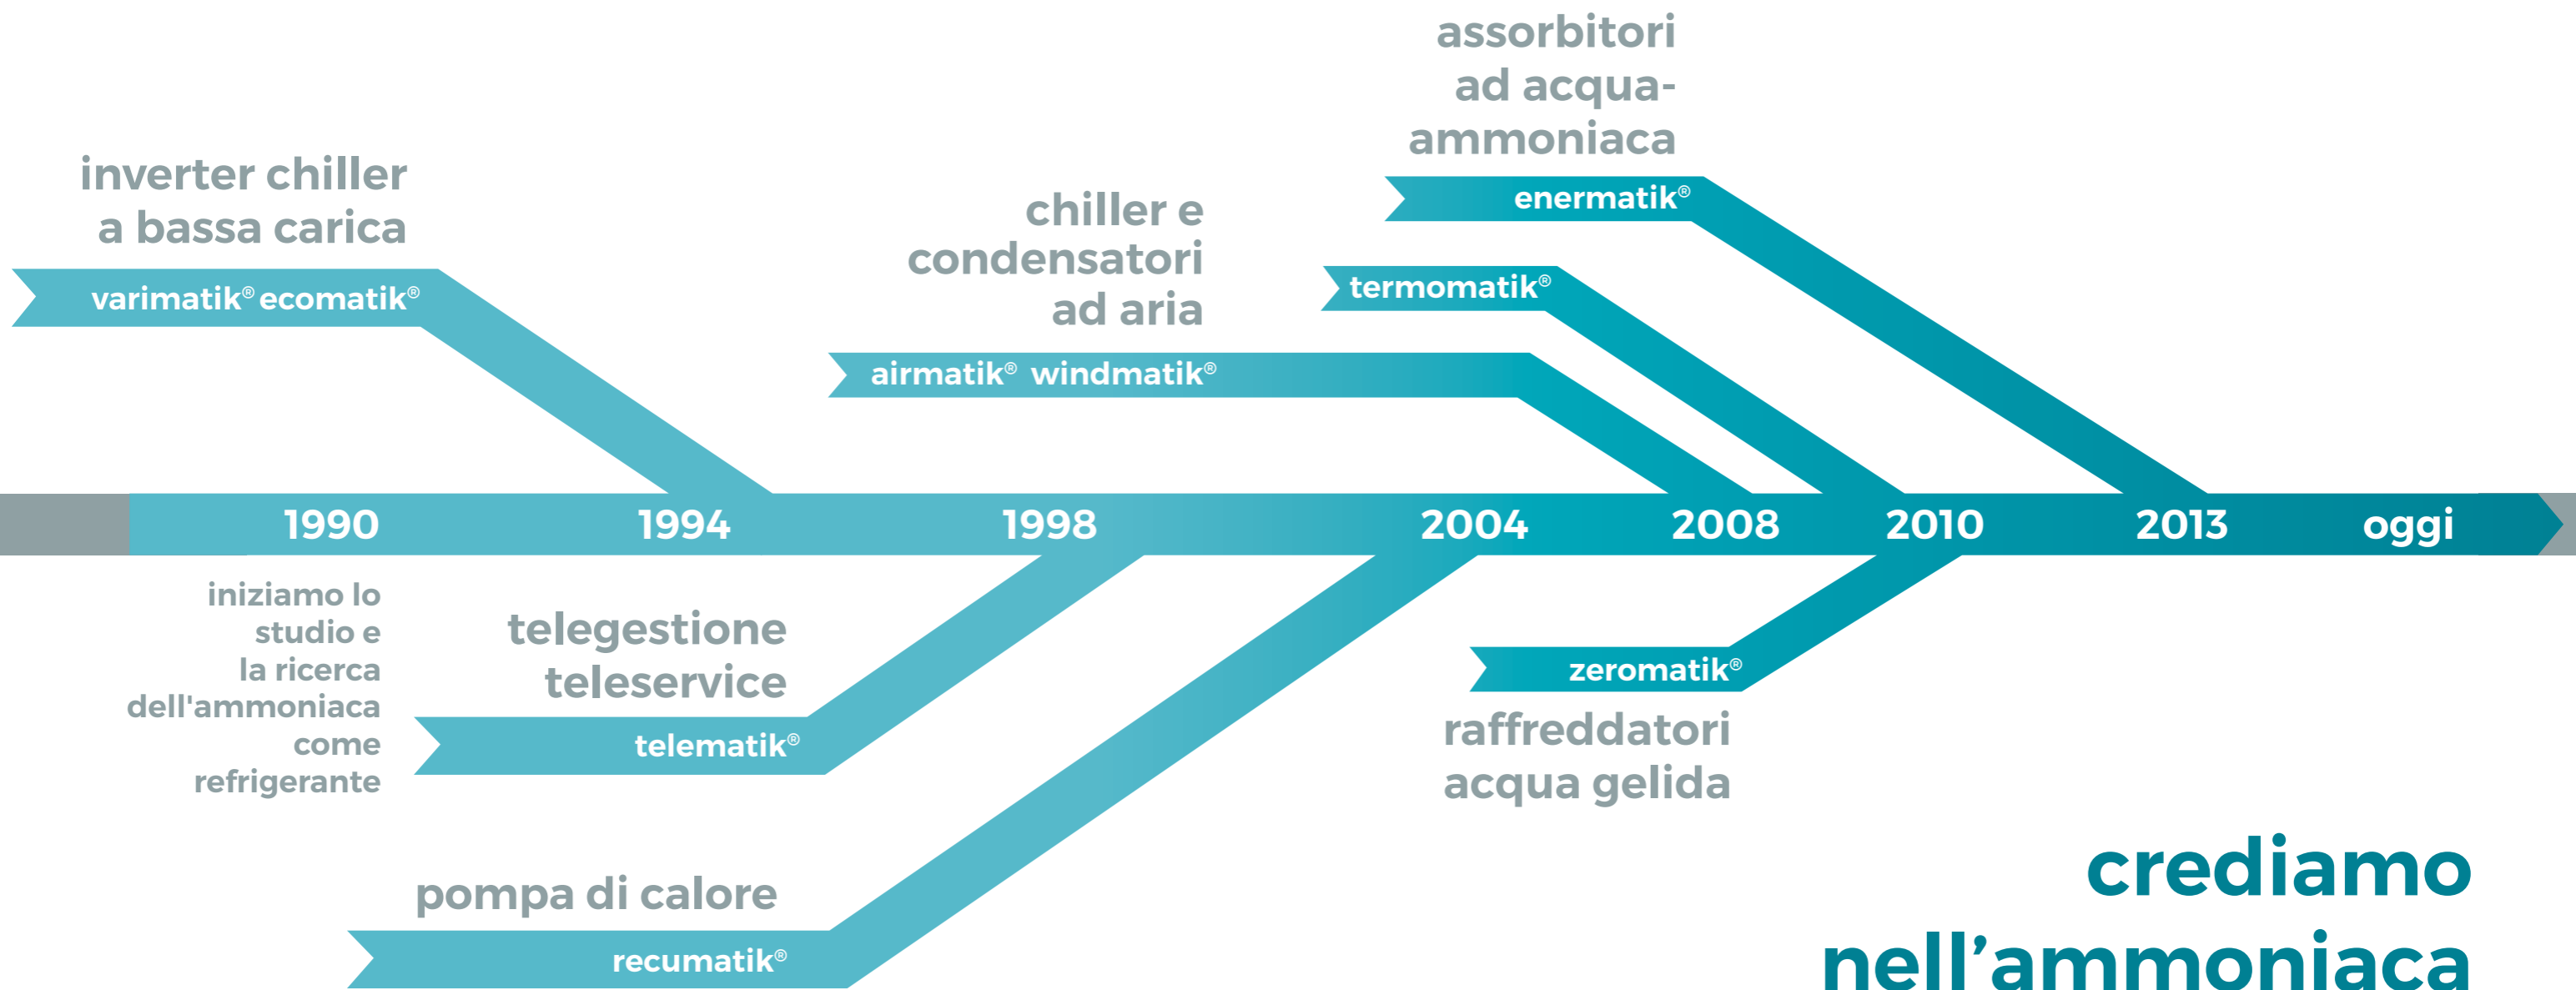 assorbitori
ad acqua-
ammoniaca
enermatik®
inverter chiller
a bassa carica
varimatik® ecomatik®
chiller e
condensatori
ad aria
termomatik®
airmatik® windmatik®
1990 1994 1998 2004 2008 2010 2013 oggi
iniziamo lo
studio e
la ricerca
dell'ammoniaca
come
refrigerante
telegestione
teleservice
telematik®
zeromatik®
raffreddatori
acqua gelida
pompa di calore
recumatik®
crediamo
nell’ammoniaca